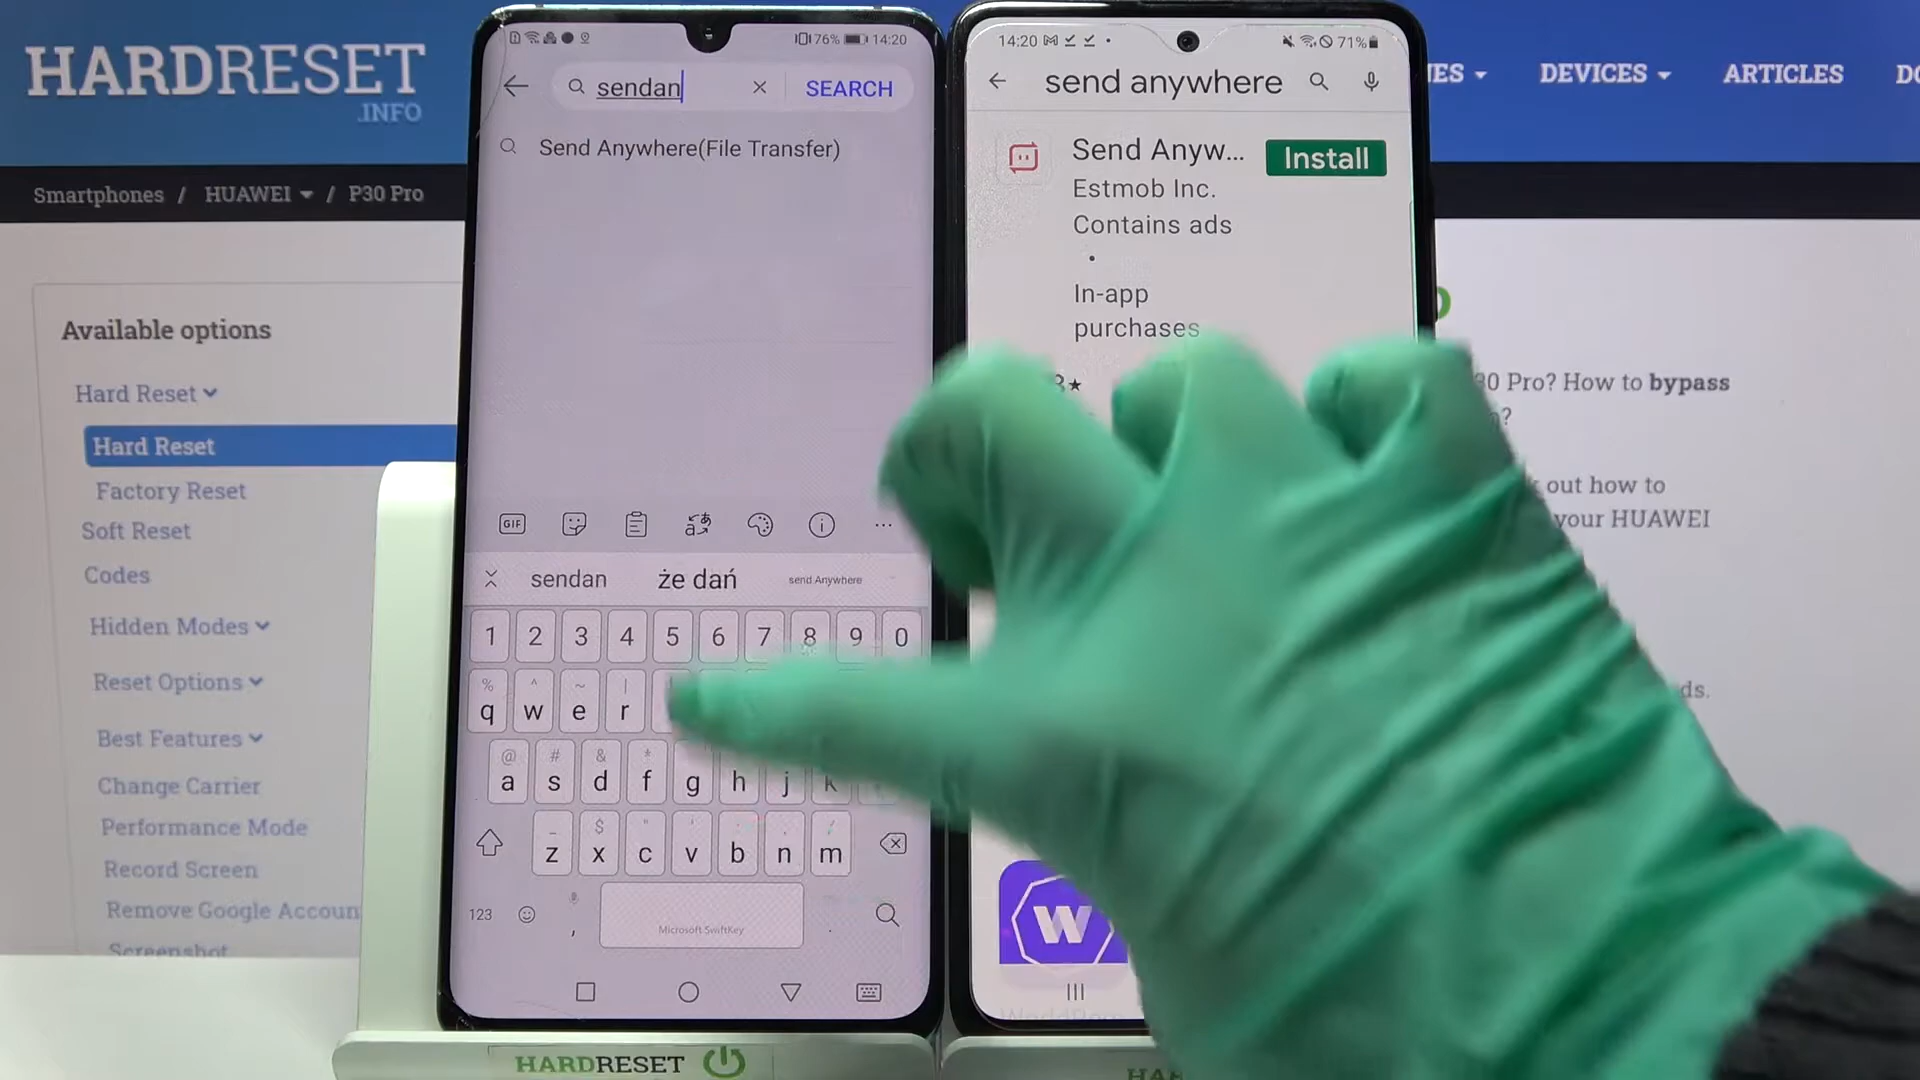 HARDRESET
.INFO
DEVICES
ARTICLES
Smartphones / HUAWEI / P30 Pro
Available options
Hard Reset
Hard Reset
Factory Reset
Soft Reset
Codes
Hidden Modes
Reset Options
Best Features
Change Carrier
Performance Mode
Record Screen
Remove Google Accoun
Screenshot
76% 14:20
sendan
SEARCH
Send Anywhere(File Transfer)
GIF
sendan że dań send Anywhere
1 2 3 4 5 6 7 8 9 0
% ^ ~ |
q w e r
@ # & *
a s d f g h j k
_ $ " ' : ; /
z x c v b n m
123 , .
Microsoft SwiftKey
HARDRESET
14:20 71%
send anywhere
Send Anyw...
Install
Estmob Inc.
Contains ads
•
In-app
purchases
W
30 Pro? How to bypass
?
out how to
your HUAWEI
ds.